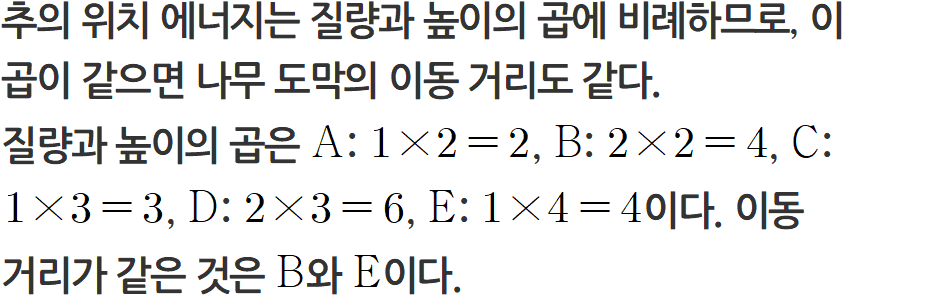 추의 위치 에너지는 질량과 높이의 곱에 비례하므로, 이
곱이 같으면 나무 도막의 이동 거리도 같다.
질량과 높이의 곱은 A: 1×2=2, B: 2×2=4, C:
1×3=3, D: 2×3=6, E: 1×4=4이다. 이동
거리가 같은 것은 B와 E이다.